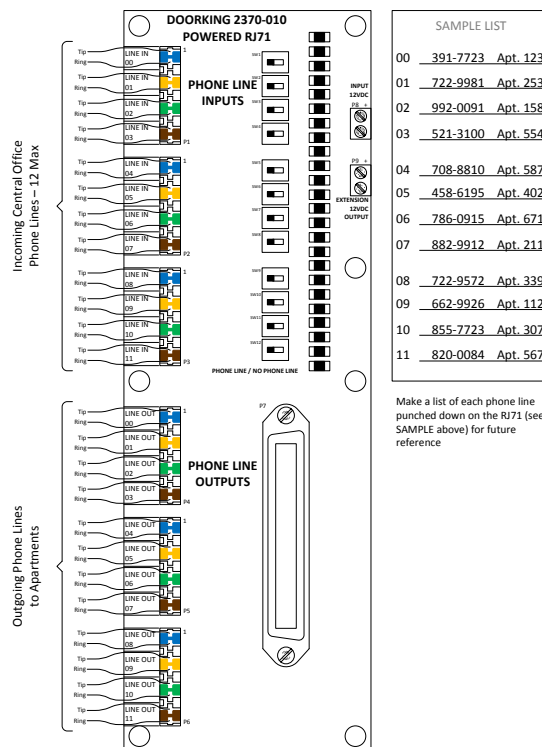 DOORKING 2370-010
POWERED RJ71
PHONE LINE
INPUTS
Incoming Central Office
Phone Lines – 12 Max
Tip
Ring
LINE IN
00
1
Tip
Ring
LINE IN
01
Tip
Ring
LINE IN
02
Tip
Ring
LINE IN
03
P1
Tip
Ring
LINE IN
04
1
Tip
Ring
LINE IN
05
Tip
Ring
LINE IN
06
Tip
Ring
LINE IN
07
P2
Tip
Ring
LINE IN
08
1
Tip
Ring
LINE IN
09
Tip
Ring
LINE IN
10
Tip
Ring
LINE IN
11
P3
SW1
SW2
SW3
SW4
SW5
SW6
SW7
SW8
SW9
SW10
SW11
SW12
INPUT
12VDC
P8 +
P9 +
EXTENSION
12VDC
OUTPUT
PHONE LINE / NO PHONE LINE
Outgoing Phone Lines
to Apartments
PHONE LINE
OUTPUTS
P7
Tip
Ring
LINE OUT
00
1
Tip
Ring
LINE OUT
01
Tip
Ring
LINE OUT
02
Tip
Ring
LINE OUT
03
P4
Tip
Ring
LINE OUT
04
1
Tip
Ring
LINE OUT
05
Tip
Ring
LINE OUT
06
Tip
Ring
LINE OUT
07
P5
Tip
Ring
LINE OUT
08
1
Tip
Ring
LINE OUT
09
Tip
Ring
LINE OUT
10
Tip
Ring
LINE OUT
11
P6
SAMPLE LIST
00 391-7723 Apt. 123
01 722-9981 Apt. 253
02 992-0091 Apt. 158
03 521-3100 Apt. 554
04 708-8810 Apt. 587
05 458-6195 Apt. 402
06 786-0915 Apt. 671
07 882-9912 Apt. 211
08 722-9572 Apt. 339
09 662-9926 Apt. 112
10 855-7723 Apt. 307
11 820-0084 Apt. 567
Make a list of each phone line
punched down on the RJ71 (see
SAMPLE above) for future
reference